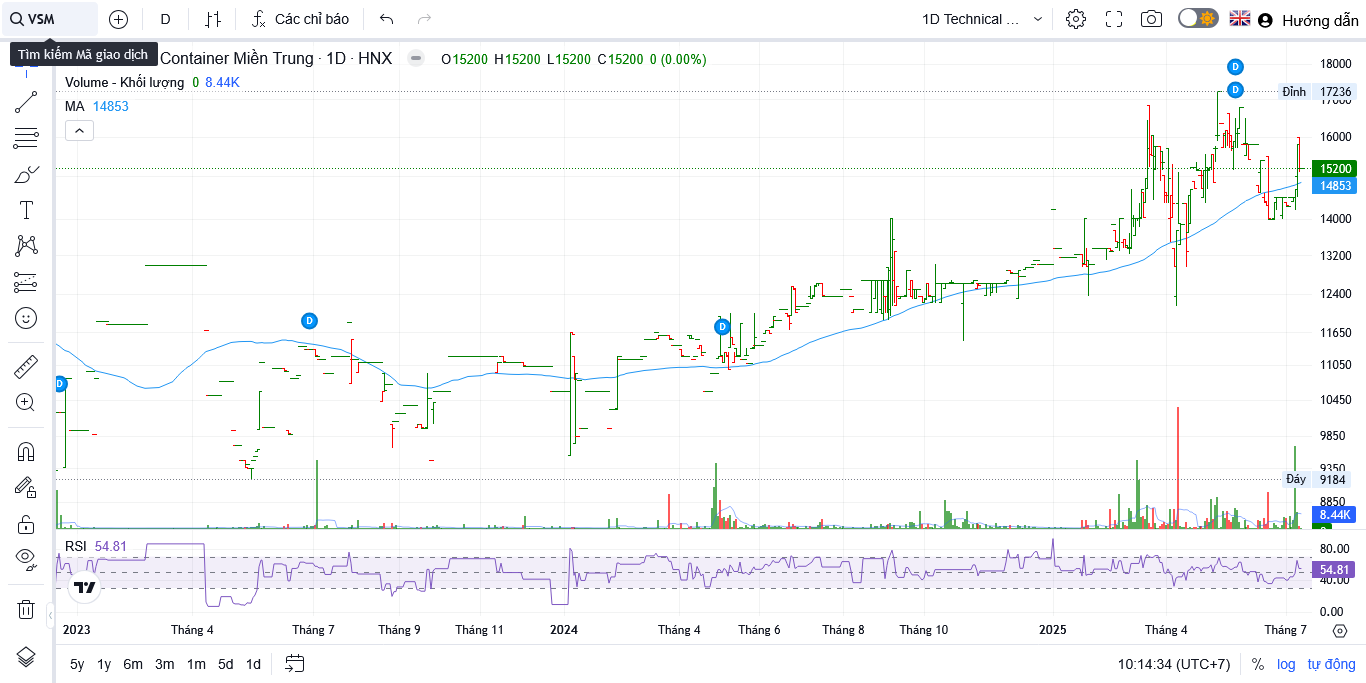 VSM
D
Các chỉ báo
1D Technical ...
Hướng dẫn
Tìm kiếm Mã giao dịch
Container Miền Trung · 1D · HNX
O15200 H15200 L15200 C15200 0 (0.00%)
Volume - Khối lượng 0 8.44K
MA 14853
18000
D
D
Đỉnh 17236
17000
16000
15200
14853
14000
13200
12400
D
D
11650
11050
D
10450
9850
9350
Đáy 9184
8850
8.44K
RSI 54.81
80.00
54.81
40.00
0.00
2023 Tháng 4 Tháng 7 Tháng 9 Tháng 11 2024 Tháng 4 Tháng 6 Tháng 8 Tháng 10 2025 Tháng 4 Tháng 7
5y 1y 6m 3m 1m 5d 1d
10:14:34 (UTC+7) % log tự động